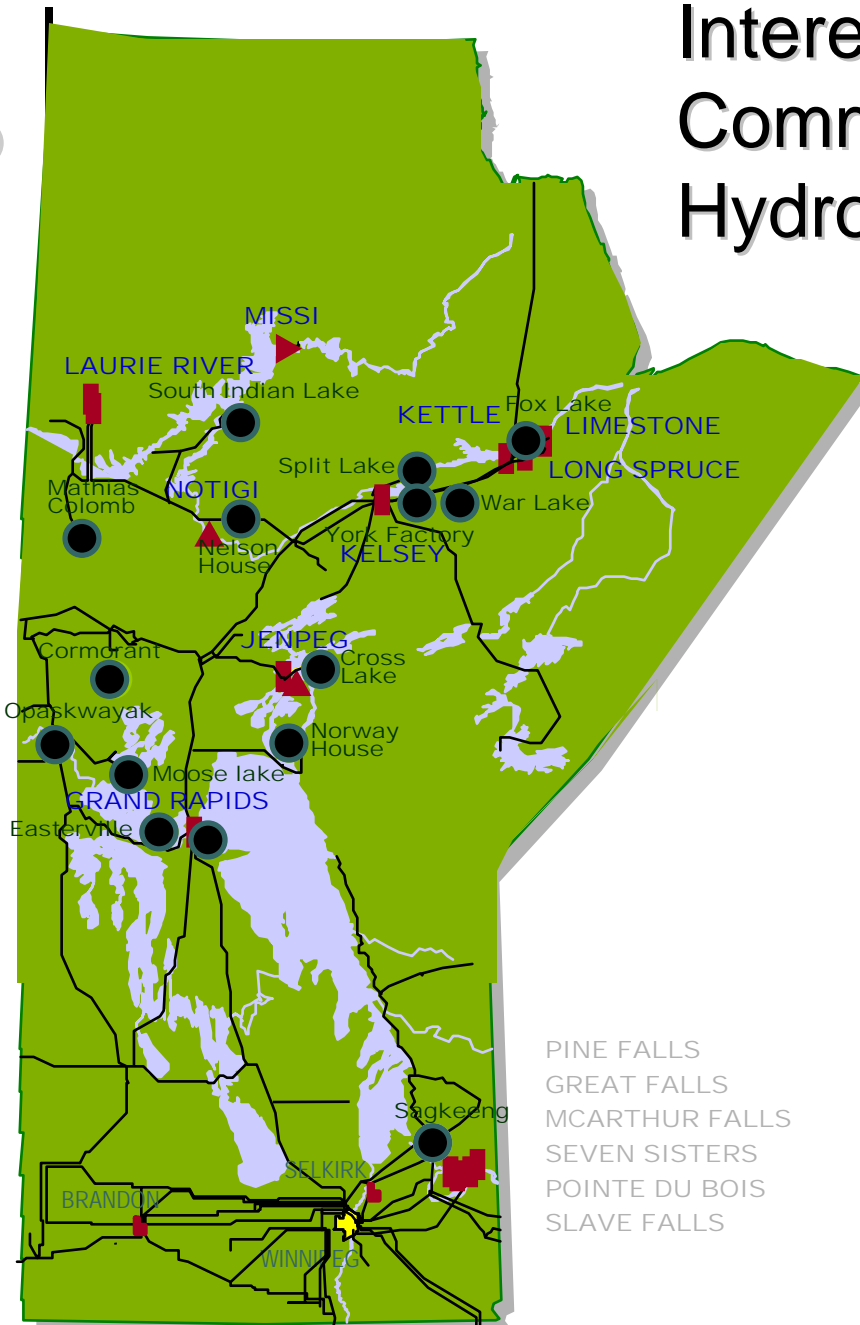 Intere
Comm
Hydro
MISSI
LAURIE RIVER
South Indian Lake
KETTLE
Fox Lake
LIMESTONE
Split Lake
LONG SPRUCE
Mathias
Colomb
NOTIGI
War Lake
York Factory
Nelson
House
KELSEY
JENPEG
Cormorant
Cross
Lake
Opaskwayak
Norway
House
Moose lake
GRAND RAPIDS
Easterville
PINE FALLS
GREAT FALLS
MCARTHUR FALLS
SEVEN SISTERS
POINTE DU BOIS
SLAVE FALLS
Sagkeeng
SELKIRK
BRANDON
WINNIPEG